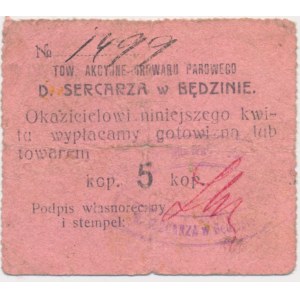 № 1499
TOW. AKCYJNE BROWARU PAROWEGO
D. SERCARZA w BĘDZINIE.
Okazicielowi niniejszego kwi-
tu wypłacamy gotowizną lub
towarem
kop. 5 kop.
Podpis własnoręczny
i stempel: